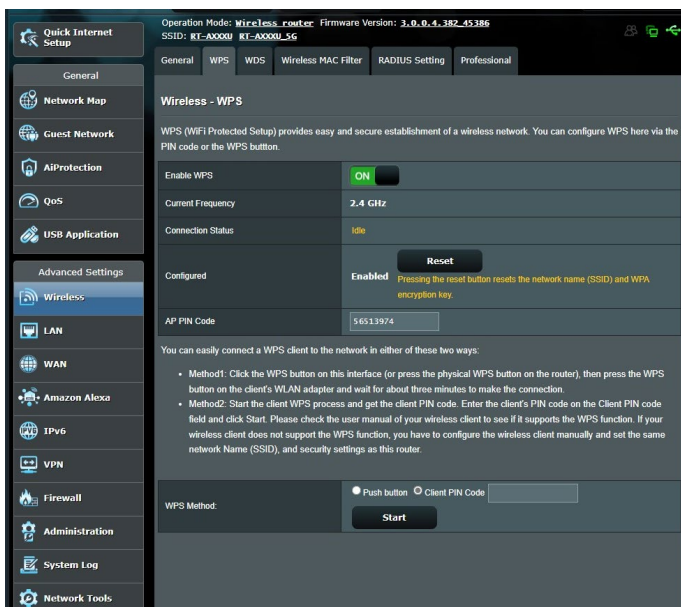 Quick Internet
Setup
General
Network Map
Guest Network
AiProtection
QoS
USB Application
Advanced Settings
Wireless
LAN
WAN
Amazon Alexa
IPv6
VPN
Firewall
Administration
System Log
Network Tools
Operation Mode: Wireless router Firmware Version: 3.0.0.4.382_45386
SSID: RT-AXXXU RT-AXXXU_5G
General WPS WDS Wireless MAC Filter RADIUS Setting Professional
Wireless - WPS
WPS (WiFi Protected Setup) provides easy and secure establishment of a wireless network. You can configure WPS here via the
PIN code or the WPS buttton.
Enable WPS ON
Current Frequency 2.4 GHz
Connection Status Idle
Configured Enabled Reset
Pressing the reset button resets the network name (SSID) and WPA
encryption key.
AP PIN Code 56513974
You can easily connect a WPS client to the network in either of these two ways:
• Method1: Click the WPS button on this interface (or press the physical WPS button on the router), then press the WPS
button on the client's WLAN adapter and wait for about three minutes to make the connection.
• Method2: Start the client WPS process and get the client PIN code. Enter the client's PIN code on the Client PIN code
field and click Start. Please check the user manual of your wireless client to see if it supports the WPS function. If your
wireless client does not support the WPS function, you have to configure the wireless client manually and set the same
network Name (SSID), and security settings as this router.
WPS Method: Push button Client PIN Code
Start